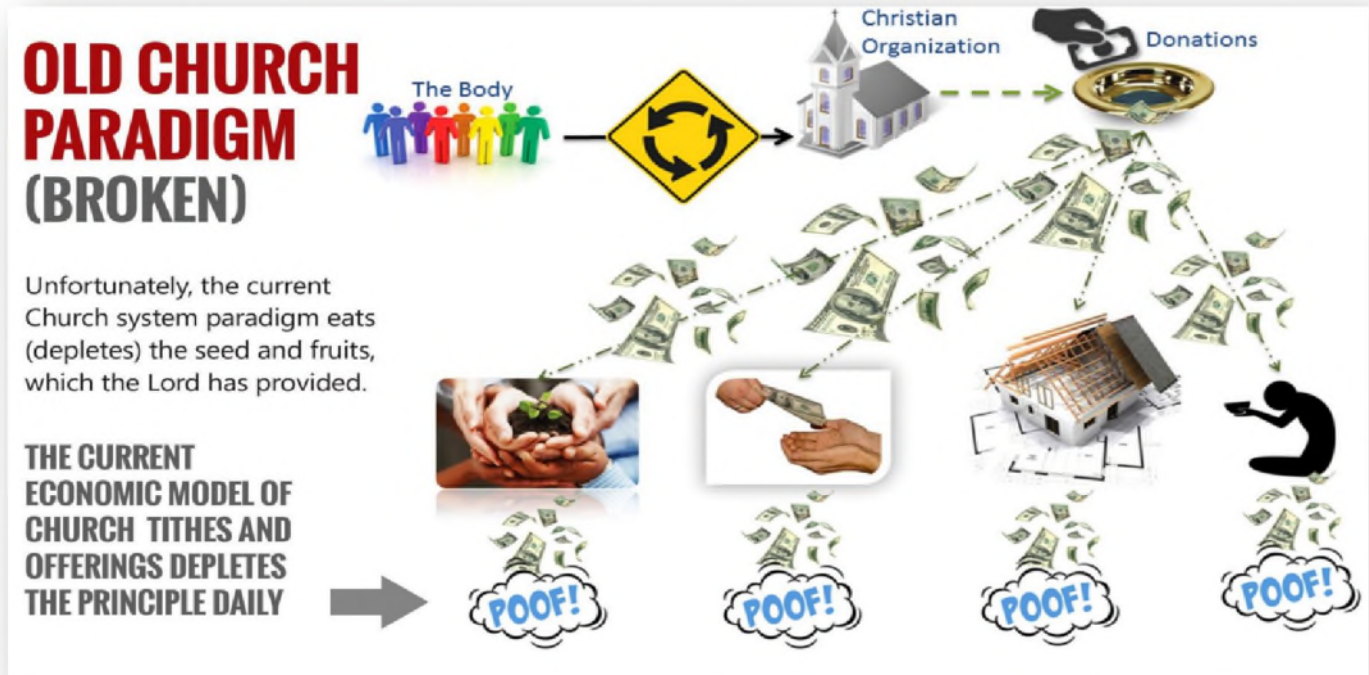 OLD CHURCH
PARADIGM
(BROKEN)
Unfortunately, the current
Church system paradigm eats
(depletes) the seed and fruits,
which the Lord has provided.
THE CURRENT
ECONOMIC MODEL OF
CHURCH TITHES AND
OFFERINGS DEPLETES
THE PRINCIPLE DAILY
The Body
Christian
Organization
Donations
POOF!
POOF!
POOF!
POOF!